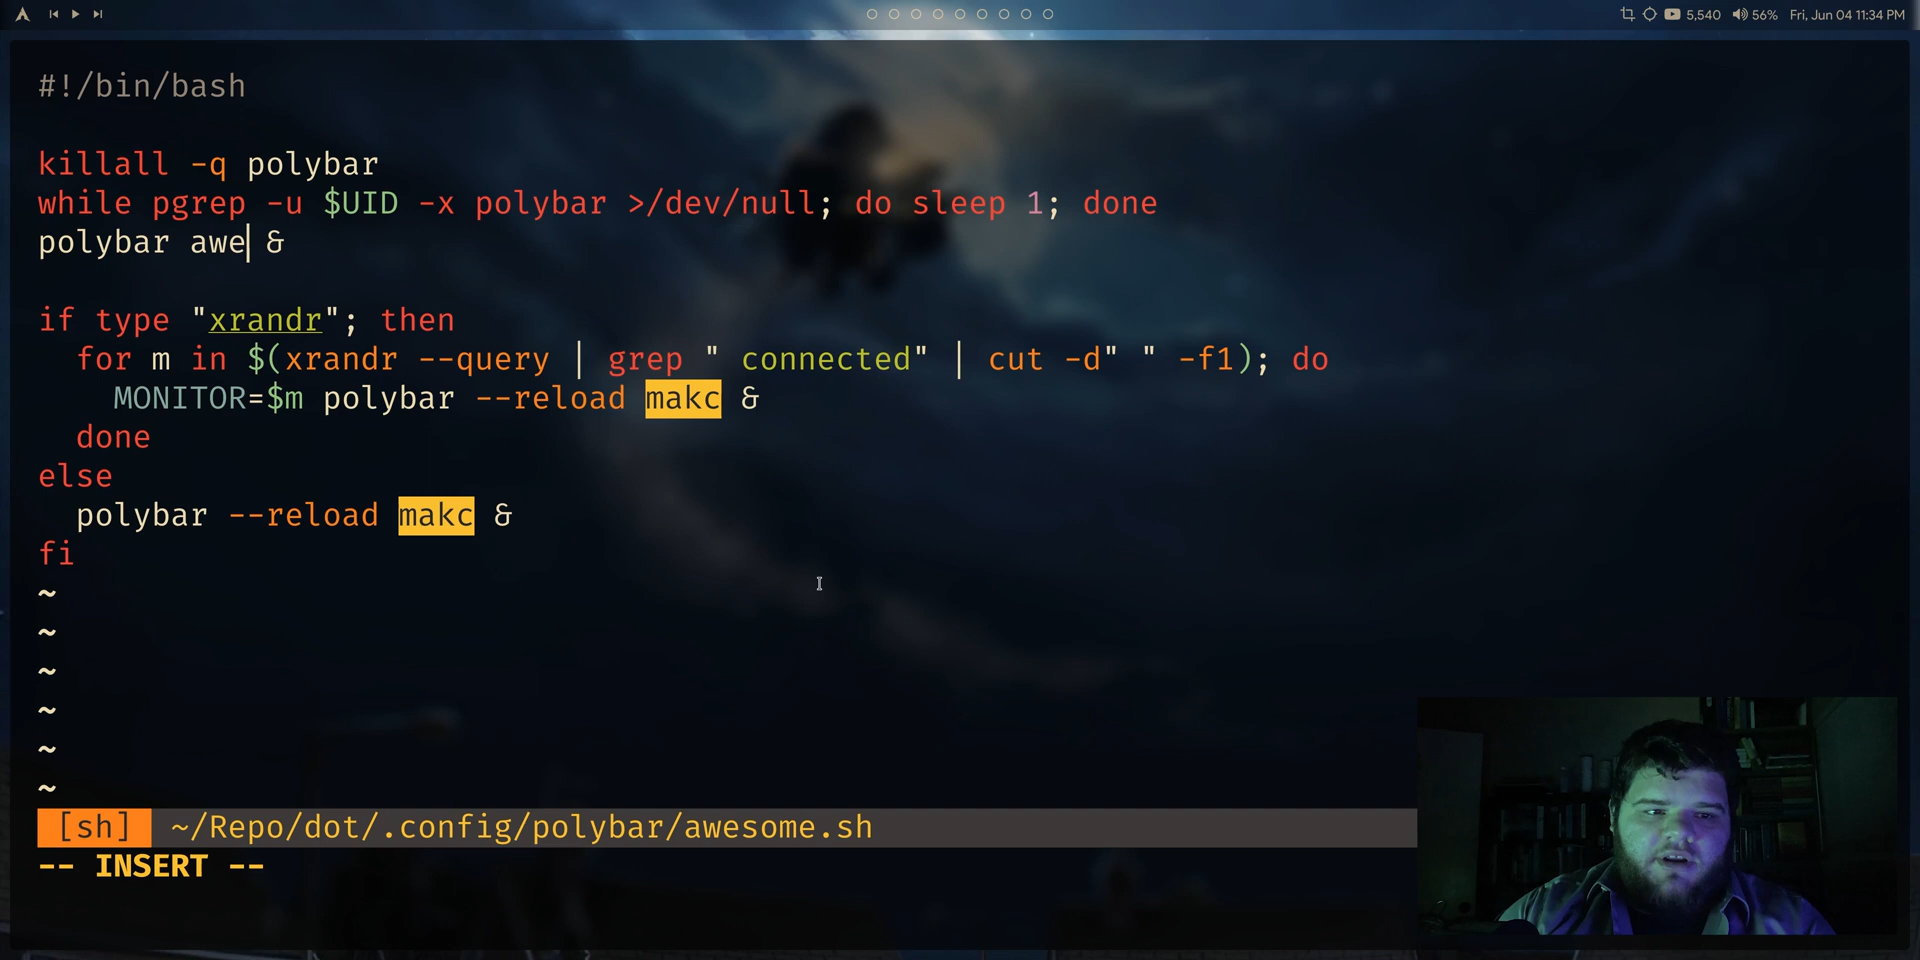 5,540 56% Fri, Jun 04 11:34 PM
#!/bin/bash
killall -q polybar
while pgrep -u $UID -x polybar >/dev/null; do sleep 1; done
polybar awe &
if type "xrandr"; then
  for m in $(xrandr --query | grep " connected" | cut -d" " -f1); do
    MONITOR=$m polybar --reload makc &
  done
else
  polybar --reload makc &
fi
~
~
~
~
~
~
[sh] ~/Repo/dot/.config/polybar/awesome.sh
-- INSERT --